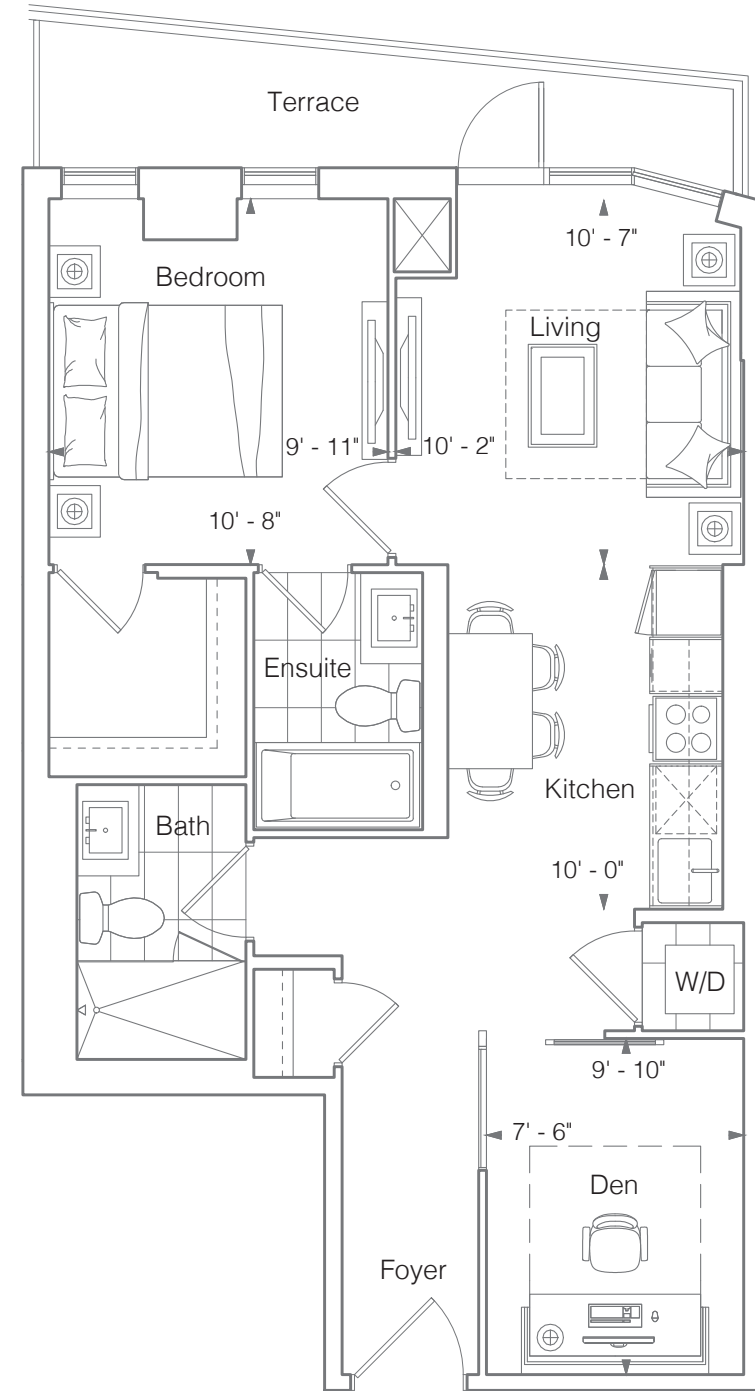 Terrace
10' - 7"
Bedroom
Living
9' - 11"
10' - 2"
10' - 8"
Ensuite
Kitchen
Bath
10' - 0"
W/D
9' - 10"
7' - 6"
Den
Foyer